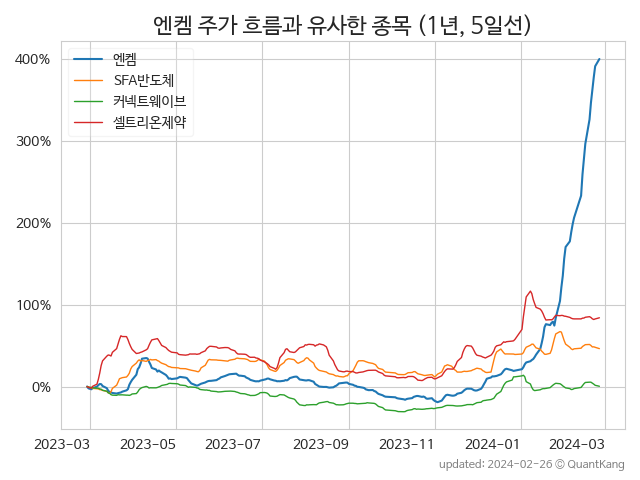 엔켐 주가 흐름과 유사한 종목 (1년, 5일선)
엔켐
SFA반도체
커넥트웨이브
셀트리온제약
400%
300%
200%
100%
0%
2023-03 2023-05 2023-07 2023-09 2023-11 2024-01 2024-03
updated: 2024-02-26 © QuantKang